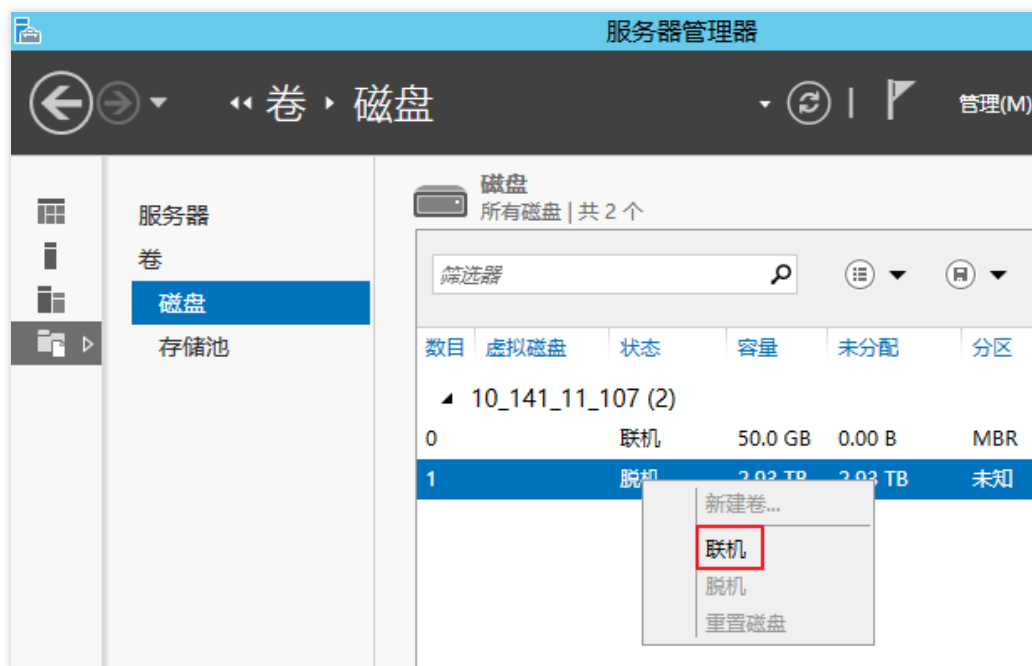 服务器管理器
卷 磁盘
管理(M)
服务器
卷
磁盘
存储池
磁盘
所有磁盘 | 共 2 个
筛选器
数目 虚拟磁盘 状态 容量 未分配 分区
10_141_11_107 (2)
0 联机 50.0 GB 0.00 B MBR
1 脱机 2.93 TB 2.93 TB 未知
新建卷...
联机
脱机
重置磁盘